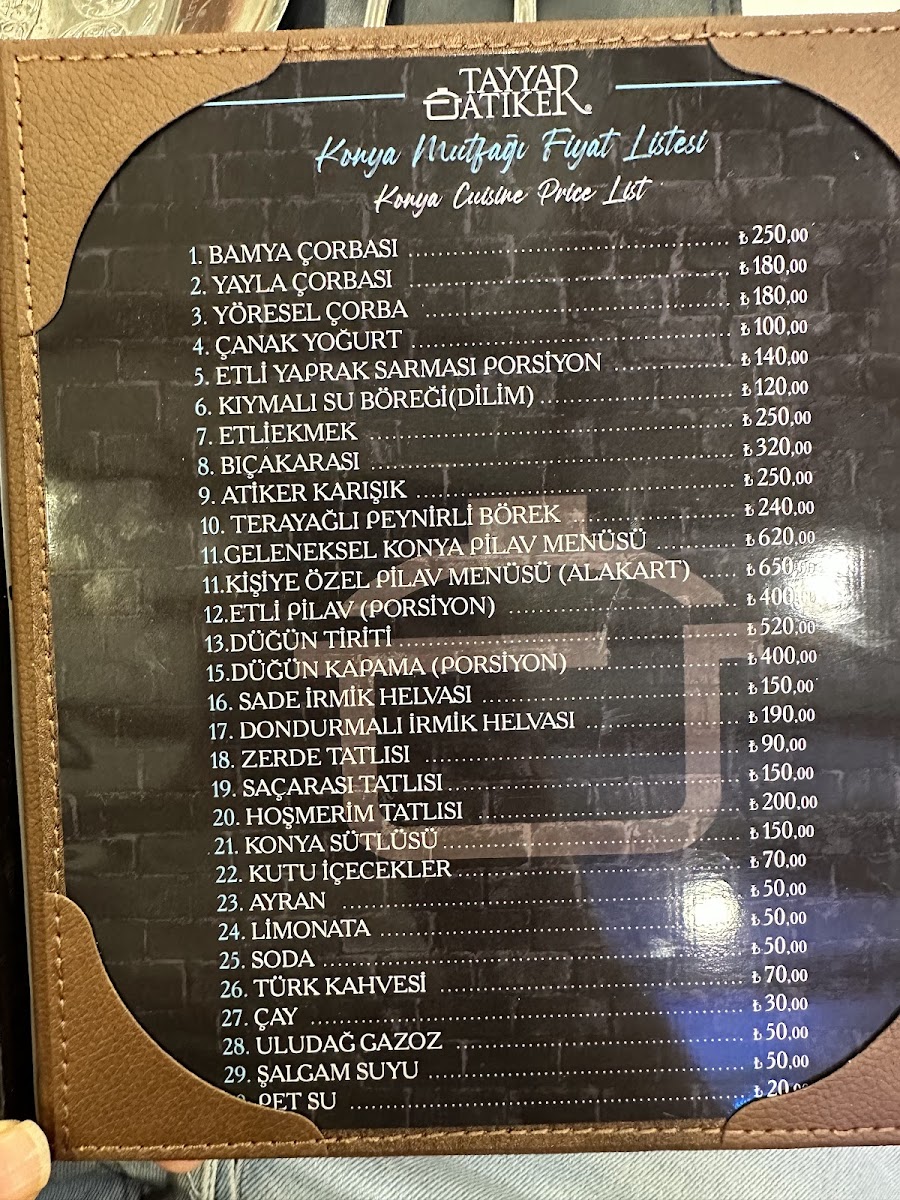 TAYYAR
ATİKER
Konya Mutfağı Fiyat Listesi
Konya Cuisine Price List
1. BAMYA ÇORBASI ₺250,00
2. YAYLA ÇORBASI ₺180,00
3. YÖRESEL ÇORBA ₺180,00
4. ÇANAK YOĞURT ₺100,00
5. ETLİ YAPRAK SARMASI PORSİYON ₺140,00
6. KIYMALI SU BÖREĞİ(DİLİM) ₺120,00
7. ETLİEKMEK ₺250,00
8. BIÇAKARASI ₺320,00
9. ATİKER KARIŞIK ₺250,00
10. TERAYAĞLI PEYNİRLİ BÖREK ₺240,00
11.GELENEKSEL KONYA PİLAV MENÜSÜ ₺620,00
11.KİŞİYE ÖZEL PİLAV MENÜSÜ (ALAKART) ₺650,00
12.ETLİ PİLAV (PORSİYON) ₺400,00
13.DÜĞÜN TİRİTİ ₺520,00
15.DÜĞÜN KAPAMA (PORSİYON) ₺400,00
16. SADE İRMİK HELVASI ₺150,00
17. DONDURMALI İRMİK HELVASI ₺190,00
18. ZERDE TATLISI ₺90,00
19. SAÇARASI TATLISI ₺150,00
20. HOŞMERİM TATLISI ₺200,00
21. KONYA SÜTLÜSÜ ₺150,00
22. KUTU İÇECEKLER ₺70,00
23. AYRAN ₺50,00
24. LİMONATA ₺50,00
25. SODA ₺50,00
26. TÜRK KAHVESİ ₺70,00
27. ÇAY ₺30,00
28. ULUDAĞ GAZOZ ₺50,00
29. ŞALGAM SUYU ₺50,00
PET SU ₺20,00